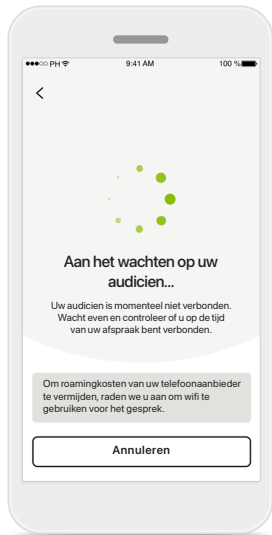 PH 9:41 AM 100 %
Aan het wachten op uw
audicien...
Uw audicien is momenteel niet verbonden.
Wacht even en controleer of u op de tijd
van uw afspraak bent verbonden.
Om roamingkosten van uw telefoonaanbieder
te vermijden, raden we u aan om wifi te
gebruiken voor het gesprek.
Annuleren